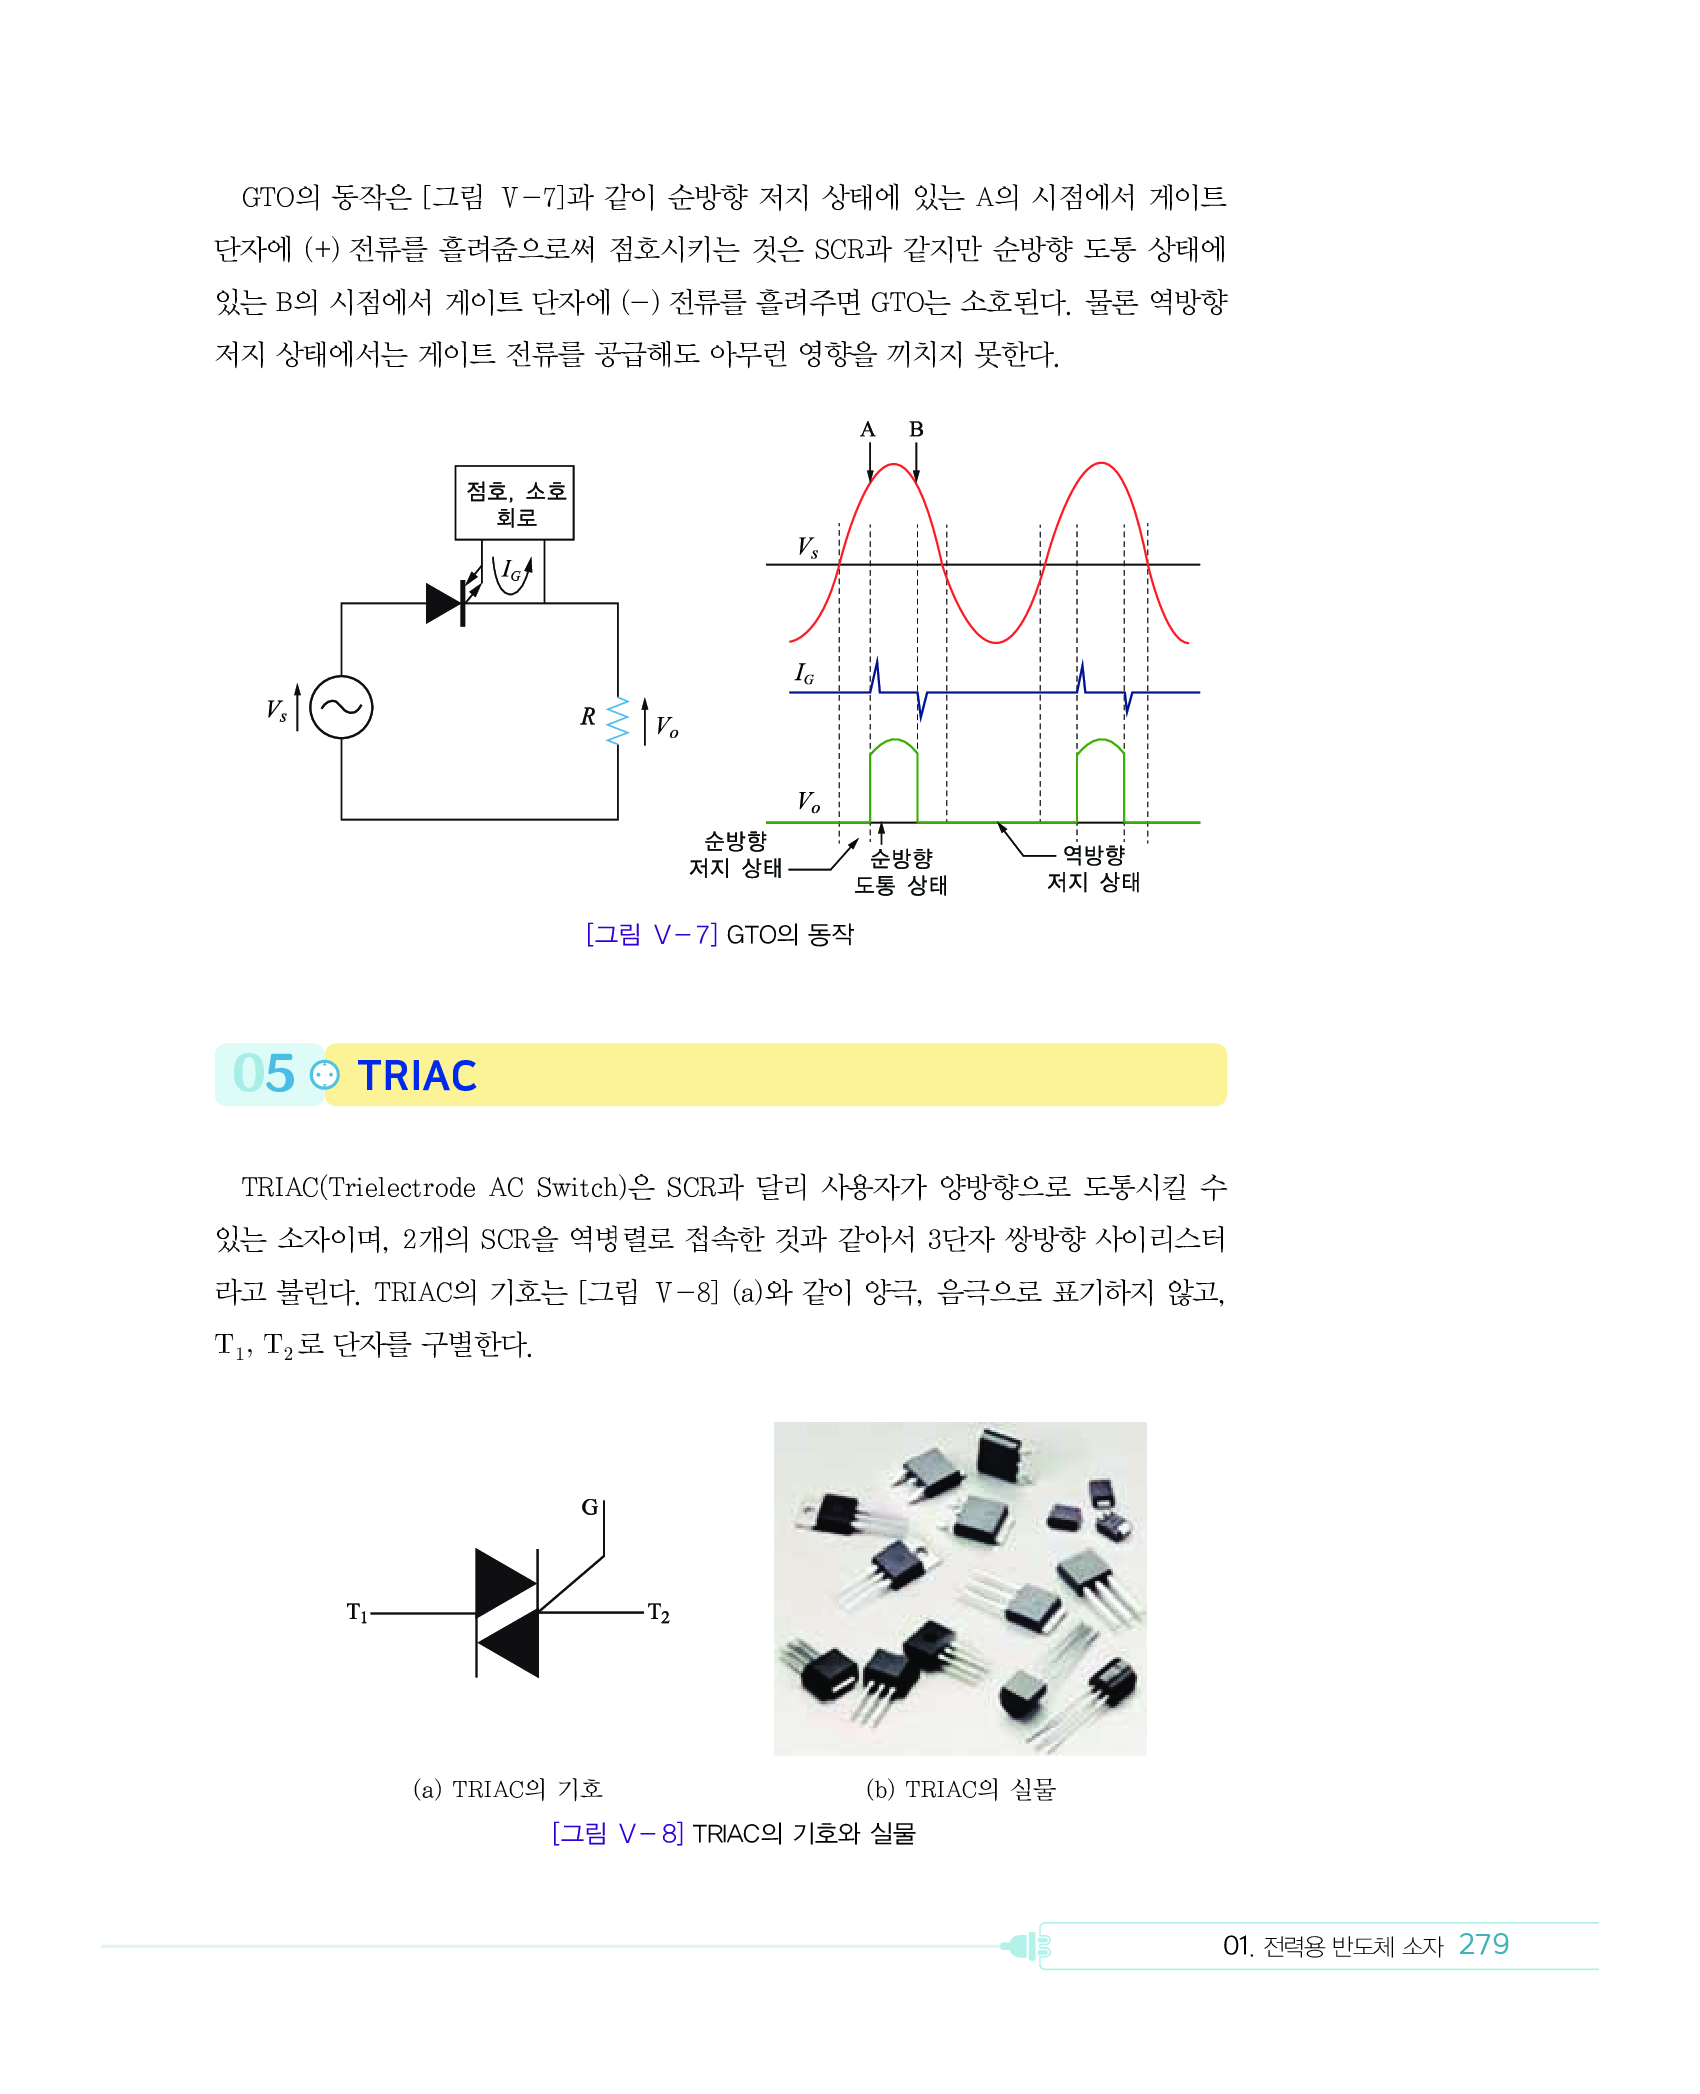 GTO의 동작은 [그림 Ⅴ-7]과 같이 순방향 저지 상태에 있는 A의 시점에서 게이트
단자에 (+) 전류를 흘려줌으로써 점호시키는 것은 SCR과 같지만 순방향 도통 상태에
있는 B의 시점에서 게이트 단자에 (-) 전류를 흘려주면 GTO는 소호된다. 물론 역방향
저지 상태에서는 게이트 전류를 공급해도 아무런 영향을 끼치지 못한다.
점호, 소호
회로
I_G
V_s
R
V_o
A B
V_s
I_G
V_o
순방향
저지 상태
순방향
도통 상태
역방향
저지 상태
[그림 Ⅴ-7] GTO의 동작
05 TRIAC
TRIAC(Trielectrode AC Switch)은 SCR과 달리 사용자가 양방향으로 도통시킬 수
있는 소자이며, 2개의 SCR을 역병렬로 접속한 것과 같아서 3단자 쌍방향 사이리스터
라고 불린다. TRIAC의 기호는 [그림 Ⅴ-8] (a)와 같이 양극, 음극으로 표기하지 않고,
T₁, T₂로 단자를 구별한다.
G
T₁
T₂
(a) TRIAC의 기호
(b) TRIAC의 실물
[그림 Ⅴ-8] TRIAC의 기호와 실물
01. 전력용 반도체 소자 279